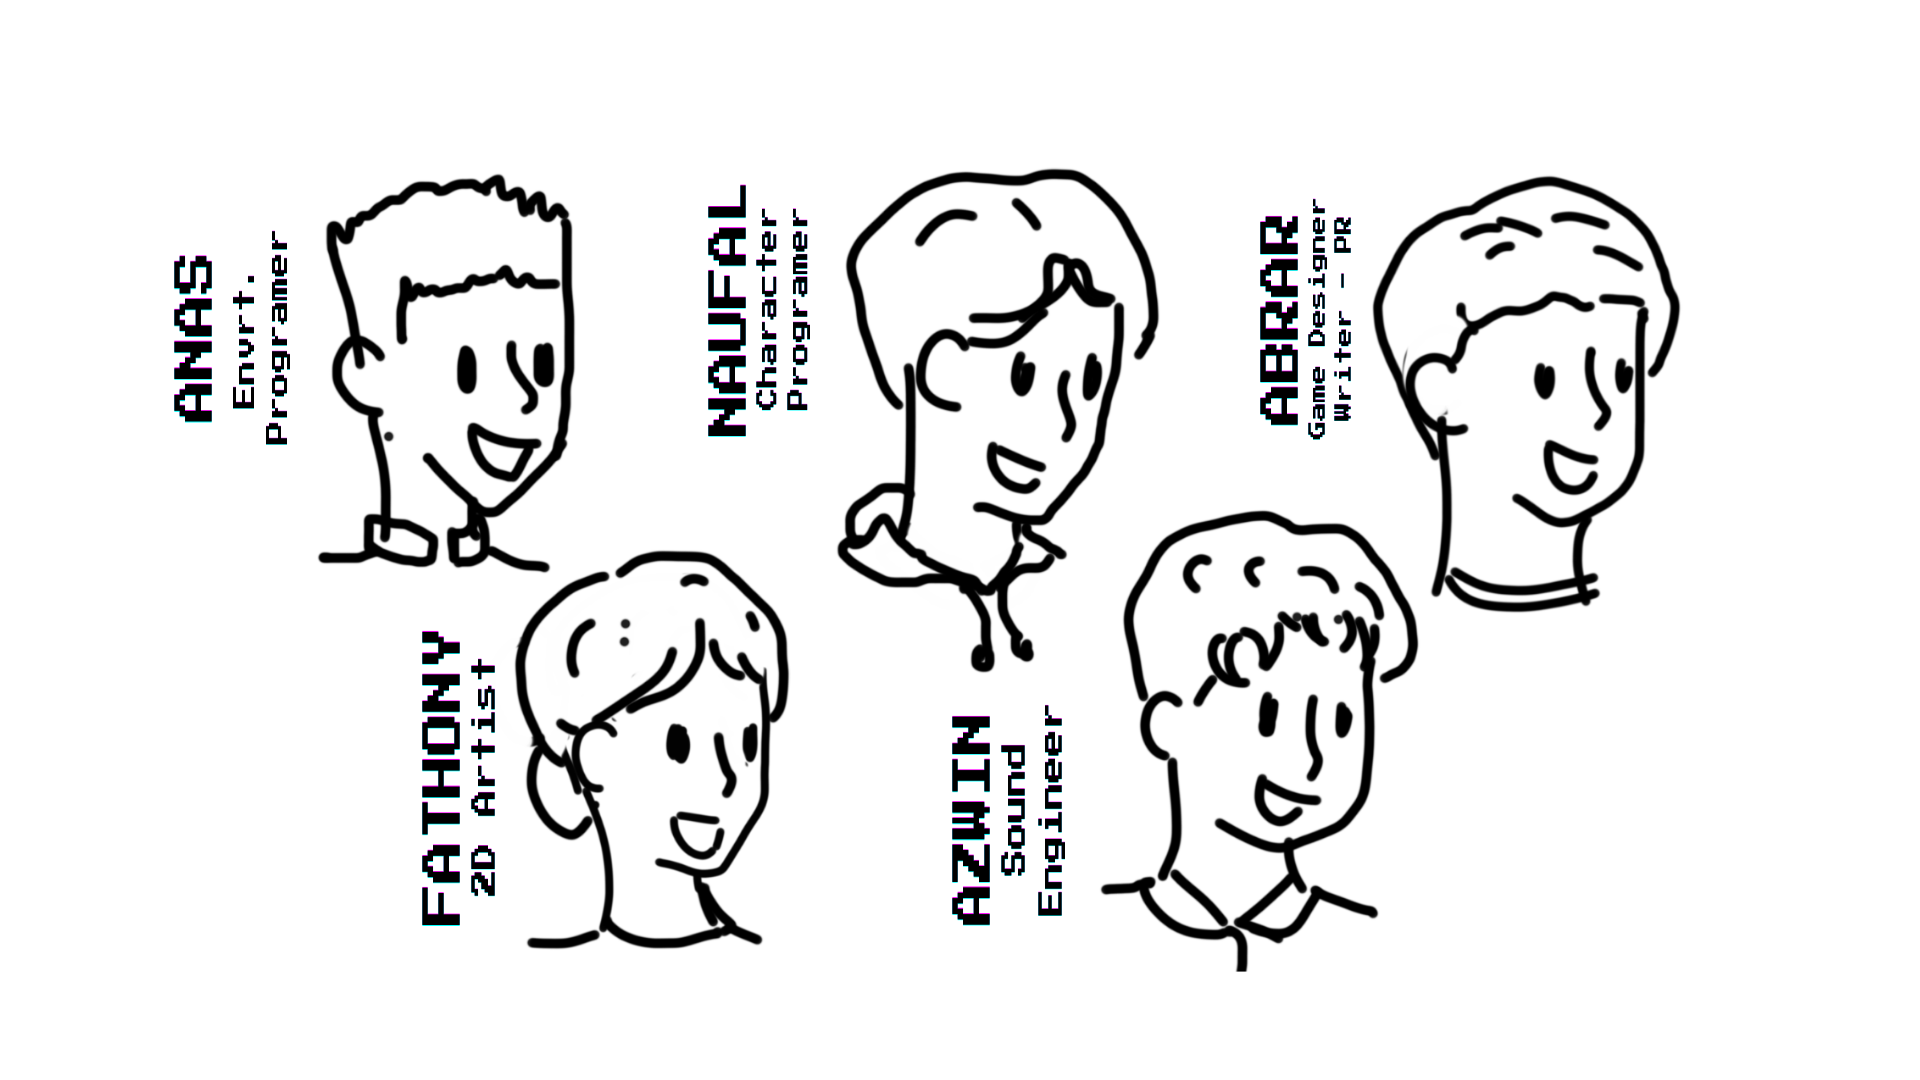 ANAS
Envrt.
Programer
NAUFAL
Character
Programer
ABRAR
Game Designer
Writer - PR
FATHONY
2D Artist
AZWIN
Sound
Engineer